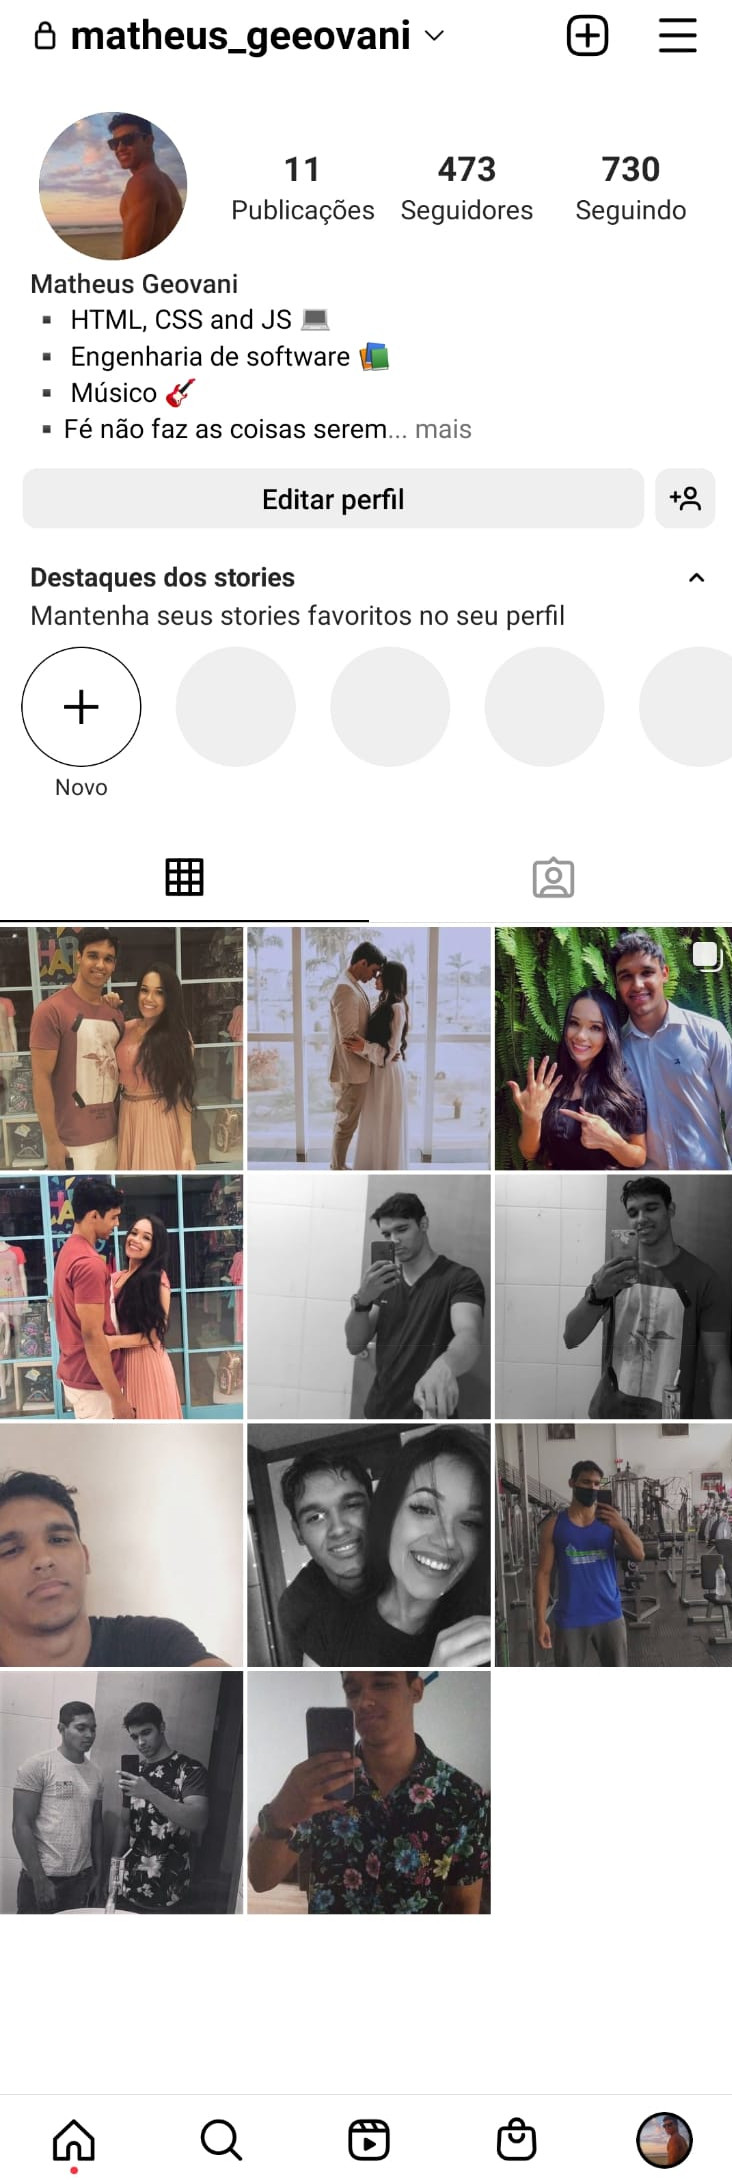 matheus_geeovani
11 473 730
Publicações Seguidores Seguindo
Matheus Geovani
▪ HTML, CSS and JS 💻
▪ Engenharia de software 📚
▪ Músico 🎸
▪ Fé não faz as coisas serem... mais
Editar perfil
Destaques dos stories
Mantenha seus stories favoritos no seu perfil
Novo